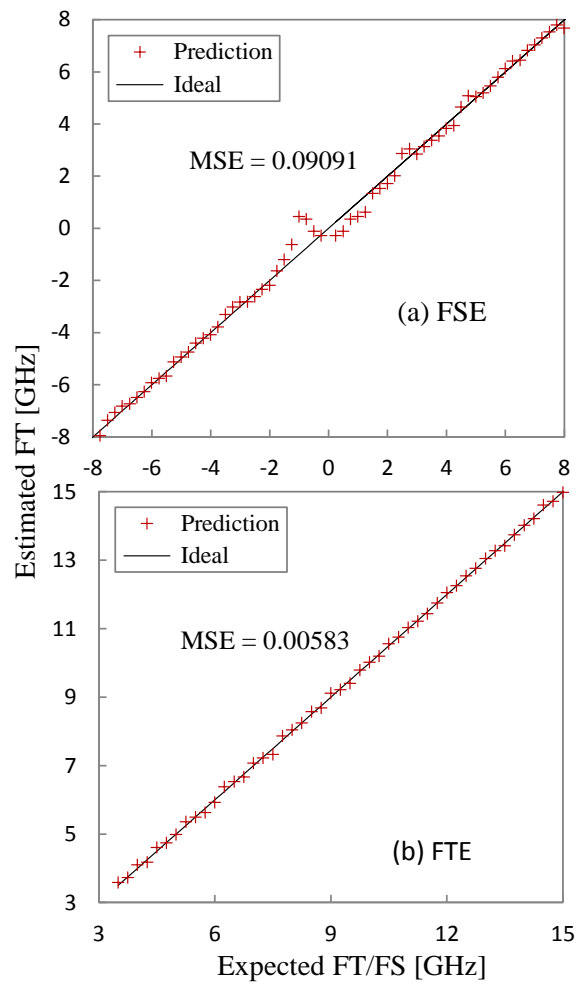 8
6
4
2
0
-2
-4
-6
-8
Prediction
Ideal
MSE = 0.09091
(a) FSE
-8 -6 -4 -2 0 2 4 6 8
Estimated FT [GHz]
15
13
11
9
7
5
3
Prediction
Ideal
MSE = 0.00583
(b) FTE
3 6 9 12 15
Expected FT/FS [GHz]